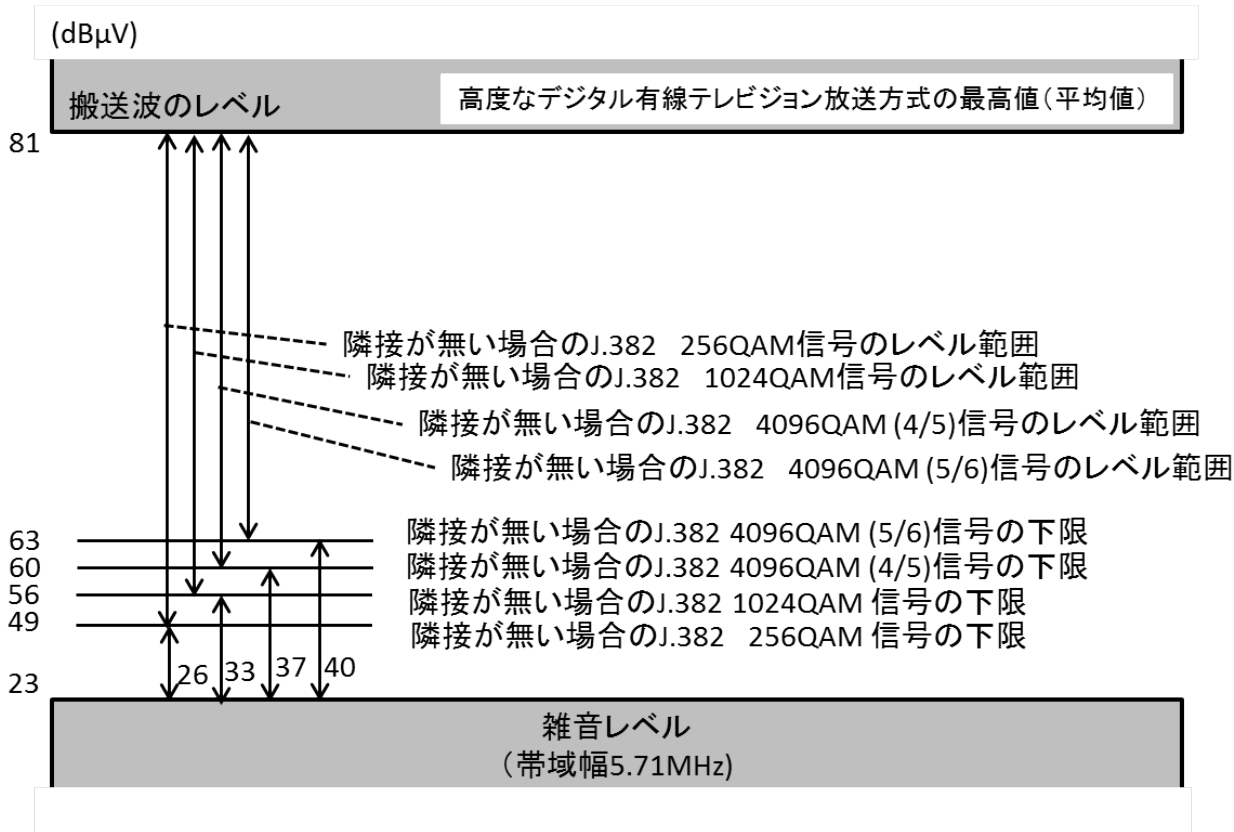 (dBμV)
搬送波のレベル
高度なデジタル有線テレビジョン放送方式の最高値(平均値)
81
隣接が無い場合のJ.382 256QAM信号のレベル範囲
隣接が無い場合のJ.382 1024QAM信号のレベル範囲
隣接が無い場合のJ.382 4096QAM (4/5)信号のレベル範囲
隣接が無い場合のJ.382 4096QAM (5/6)信号のレベル範囲
63
隣接が無い場合のJ.382 4096QAM (5/6)信号の下限
60
隣接が無い場合のJ.382 4096QAM (4/5)信号の下限
56
隣接が無い場合のJ.382 1024QAM 信号の下限
49
隣接が無い場合のJ.382 256QAM 信号の下限
23
26
33
37
40
雑音レベル
(帯域幅5.71MHz)